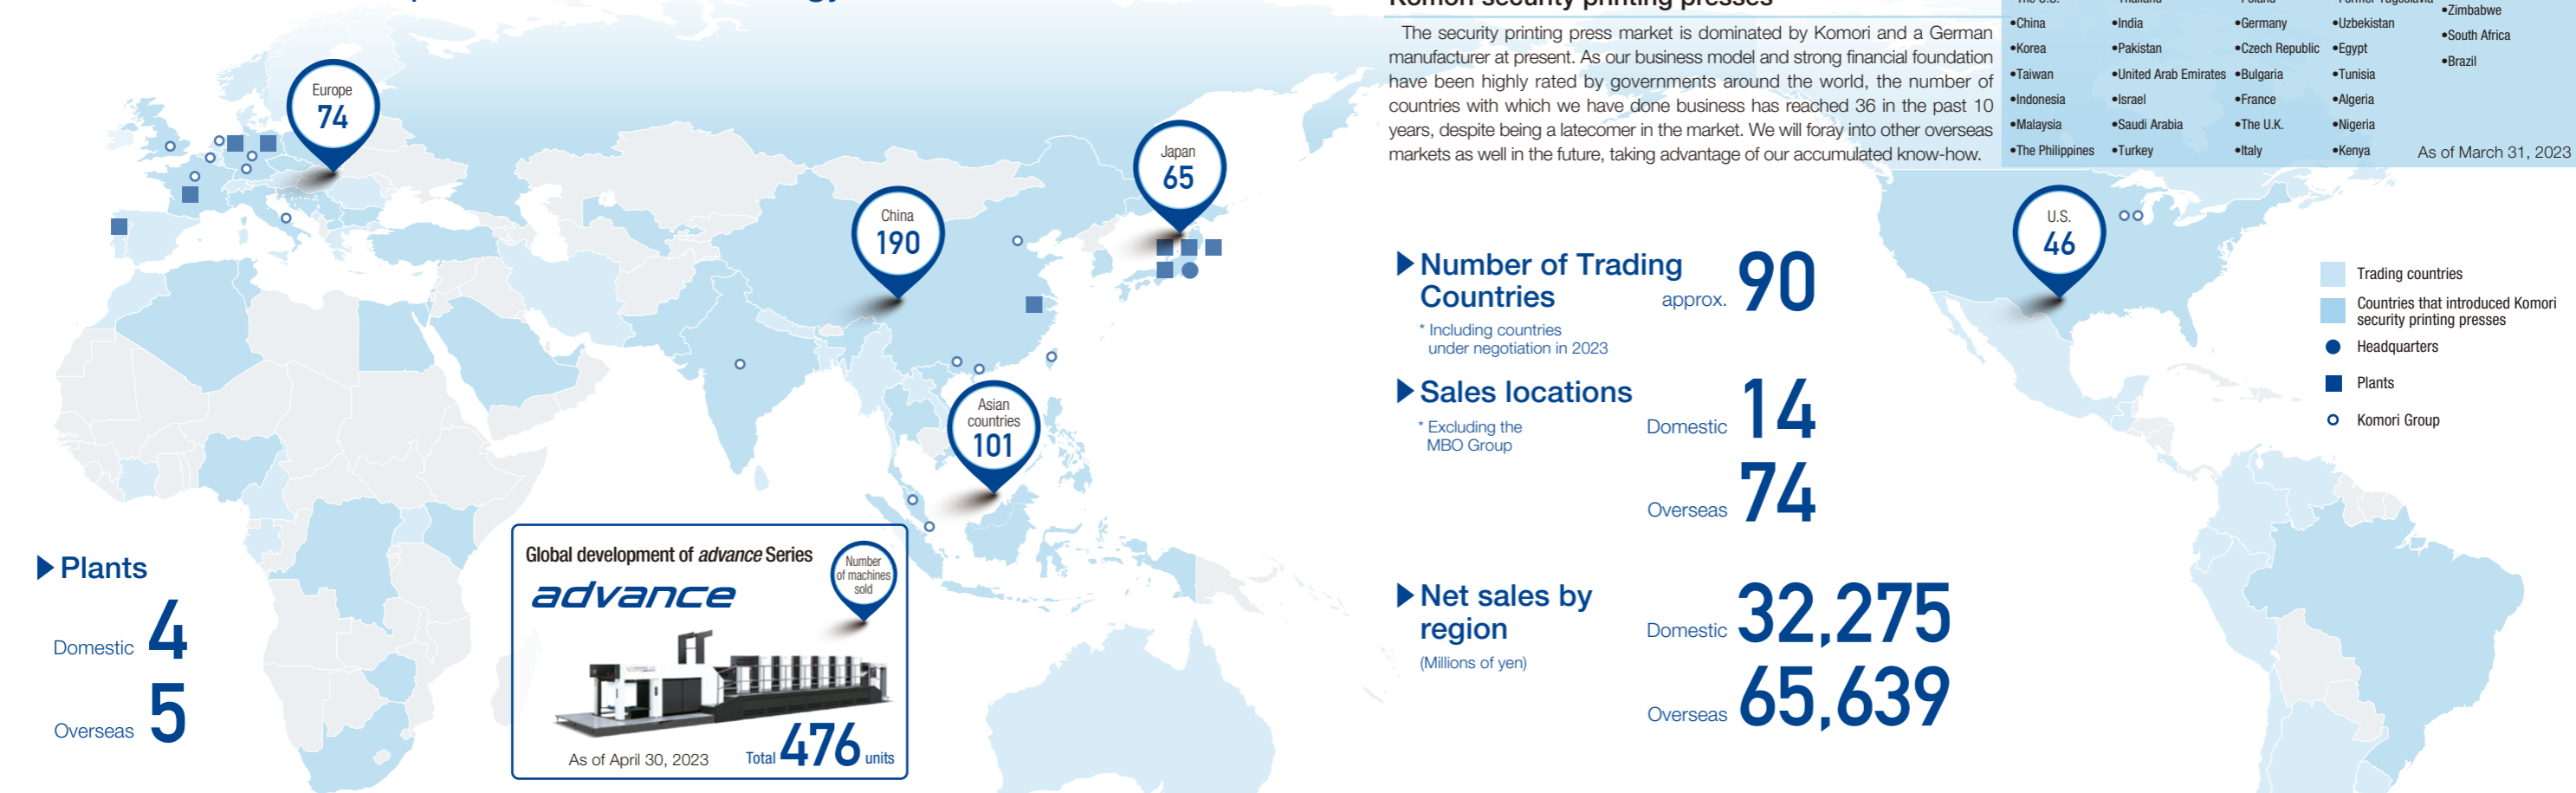 Komori security printing presses
The security printing press market is dominated by Komori and a German
manufacturer at present. As our business model and strong financial foundation
have been highly rated by governments around the world, the number of
countries with which we have done business has reached 36 in the past 10
years, despite being a latecomer in the market. We will foray into other overseas
markets as well in the future, taking advantage of our accumulated know-how.
•The U.S.
•China
•Korea
•Taiwan
•Indonesia
•Malaysia
•The Philippines
•Thailand
•India
•Pakistan
•United Arab Emirates
•Israel
•Saudi Arabia
•Turkey
•Poland
•Germany
•Czech Republic
•Bulgaria
•France
•The U.K.
•Italy
•Former Yugoslavia
•Uzbekistan
•Egypt
•Tunisia
•Algeria
•Nigeria
•Kenya
•Zimbabwe
•South Africa
•Brazil
As of March 31, 2023
Europe
74
China
190
Japan
65
Asian
countries
101
U.S.
46
Number of Trading
Countries
approx. 90
* Including countries
under negotiation in 2023
Sales locations
* Excluding the
MBO Group
Domestic 14
Overseas 74
Net sales by
region
(Millions of yen)
Domestic 32,275
Overseas 65,639
Trading countries
Countries that introduced Komori
security printing presses
Headquarters
Plants
Komori Group
Plants
Domestic 4
Overseas 5
Global development of advance Series
advance
Number
of machines
sold
As of April 30, 2023
Total 476 units